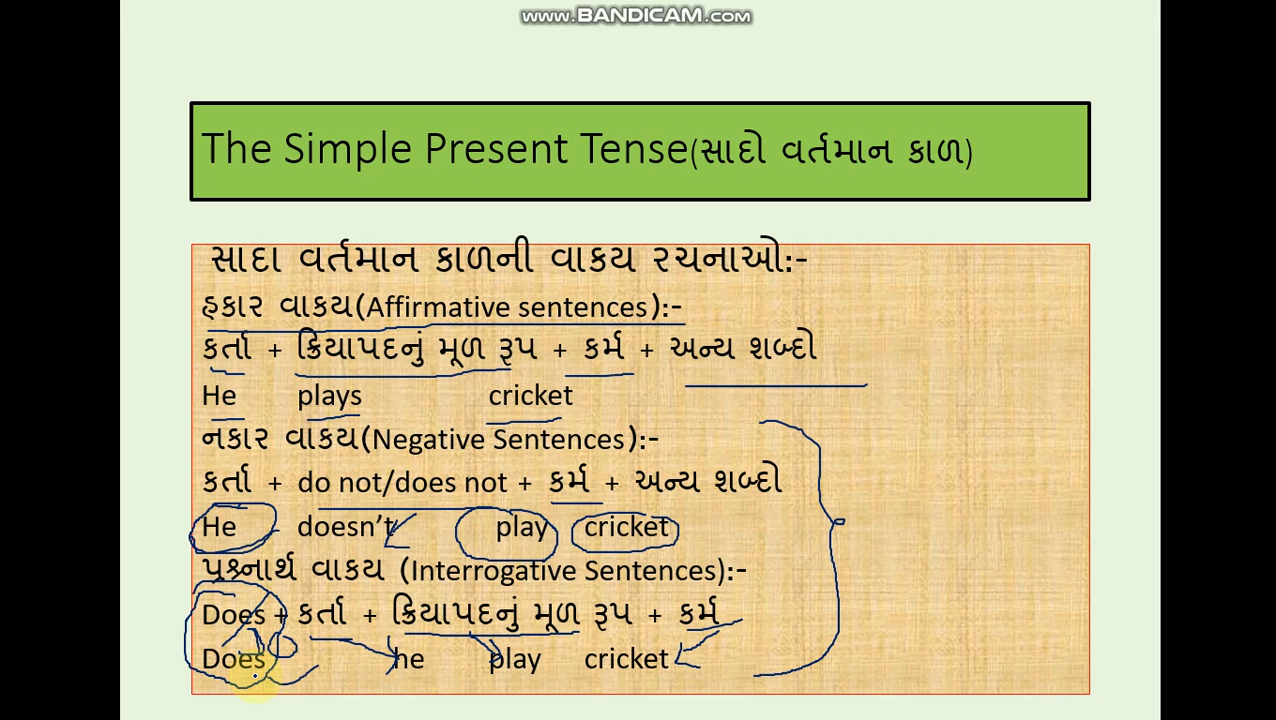 www.BANDICAM.com
The Simple Present Tense(સાદો વર્તમાન કાળ)
સાદા વર્તમાન કાળની વાકય રચનાઓ:-
હકાર વાકય(Affirmative sentences):-
કર્તા + ક્રિયાપદનું મૂળ રૂપ + કર્મ + અન્ય શબ્દો
He plays cricket
નકાર વાકય(Negative Sentences):-
કર્તા + do not/does not + કર્મ + અન્ય શબ્દો
He doesn't play cricket
પ્રશ્નાર્થ વાકય (Interrogative Sentences):-
Does + કર્તા + ક્રિયાપદનું મૂળ રૂપ + કર્મ
Does he play cricket